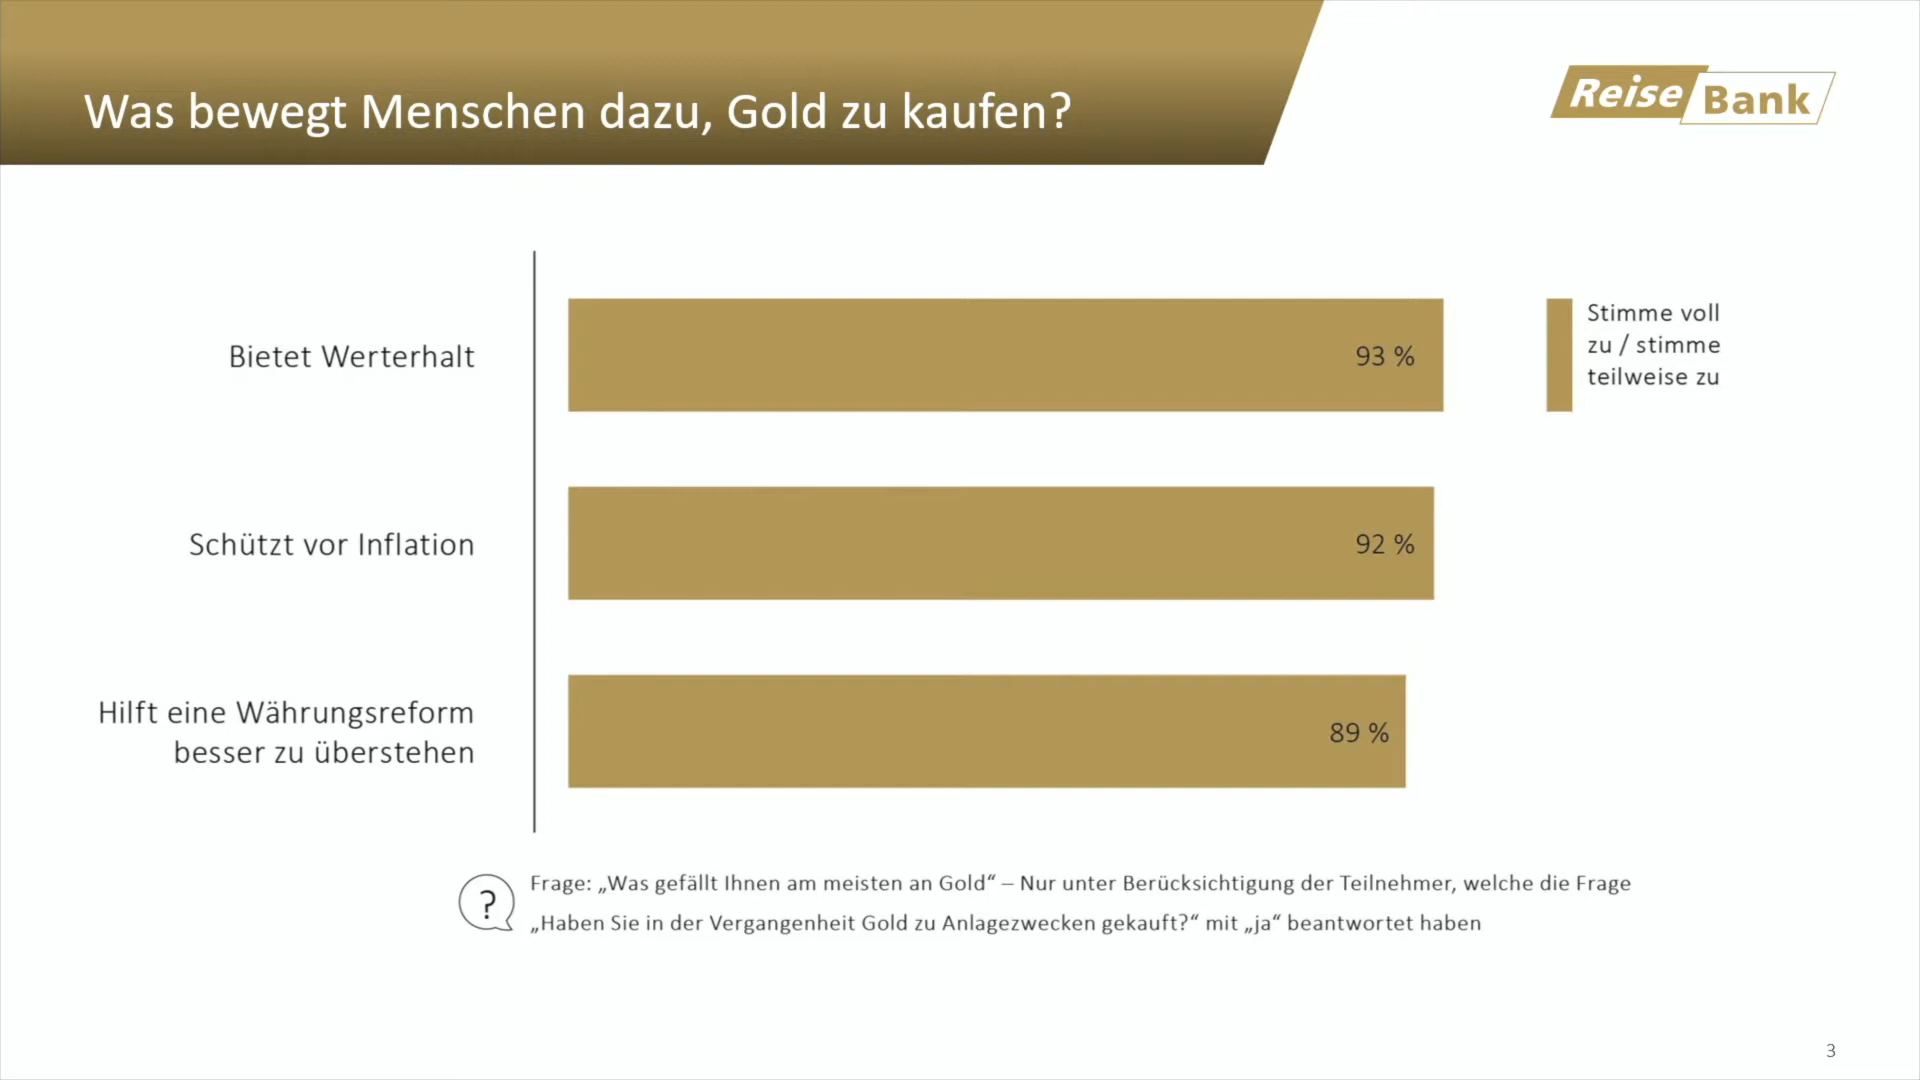 Was bewegt Menschen dazu, Gold zu kaufen?
Reise Bank
Bietet Werterhalt
93 %
Stimme voll
zu / stimme
teilweise zu
Schützt vor Inflation
92 %
Hilft eine Währungsreform
besser zu überstehen
89 %
?
Frage: „Was gefällt Ihnen am meisten an Gold“ – Nur unter Berücksichtigung der Teilnehmer, welche die Frage
„Haben Sie in der Vergangenheit Gold zu Anlagezwecken gekauft?“ mit „ja“ beantwortet haben
3